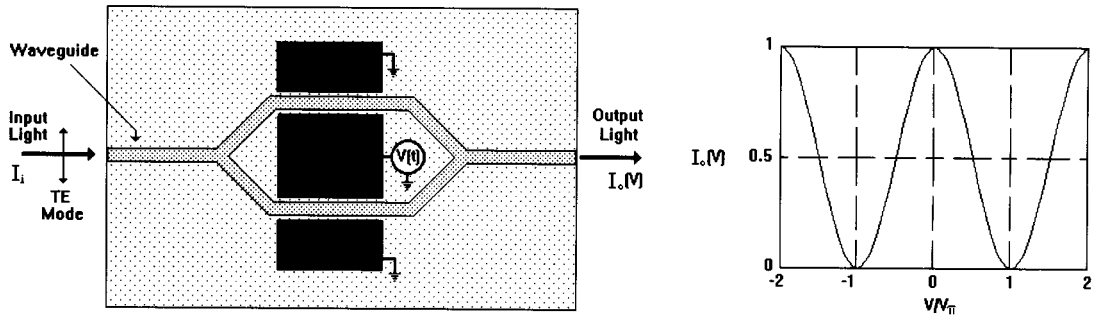 Waveguide
Input
Light
I_i
TE
Mode
V(t)
Output
Light
I_o(V)
I_o(V)
1
0.5
0
-2
-1
0
1
2
V/V_π